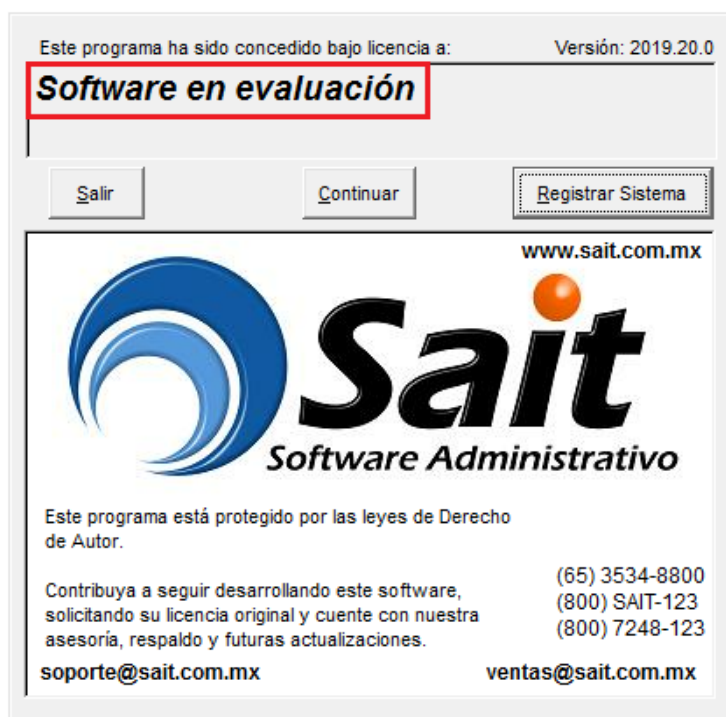 Este programa ha sido concedido bajo licencia a: Versión: 2019.20.0
Software en evaluación
Salir Continuar Registrar Sistema
www.sait.com.mx
Sait
Software Administrativo
Este programa está protegido por las leyes de Derecho
de Autor.
Contribuya a seguir desarrollando este software,
solicitando su licencia original y cuente con nuestra
asesoría, respaldo y futuras actualizaciones.
(65) 3534-8800
(800) SAIT-123
(800) 7248-123
soporte@sait.com.mx ventas@sait.com.mx